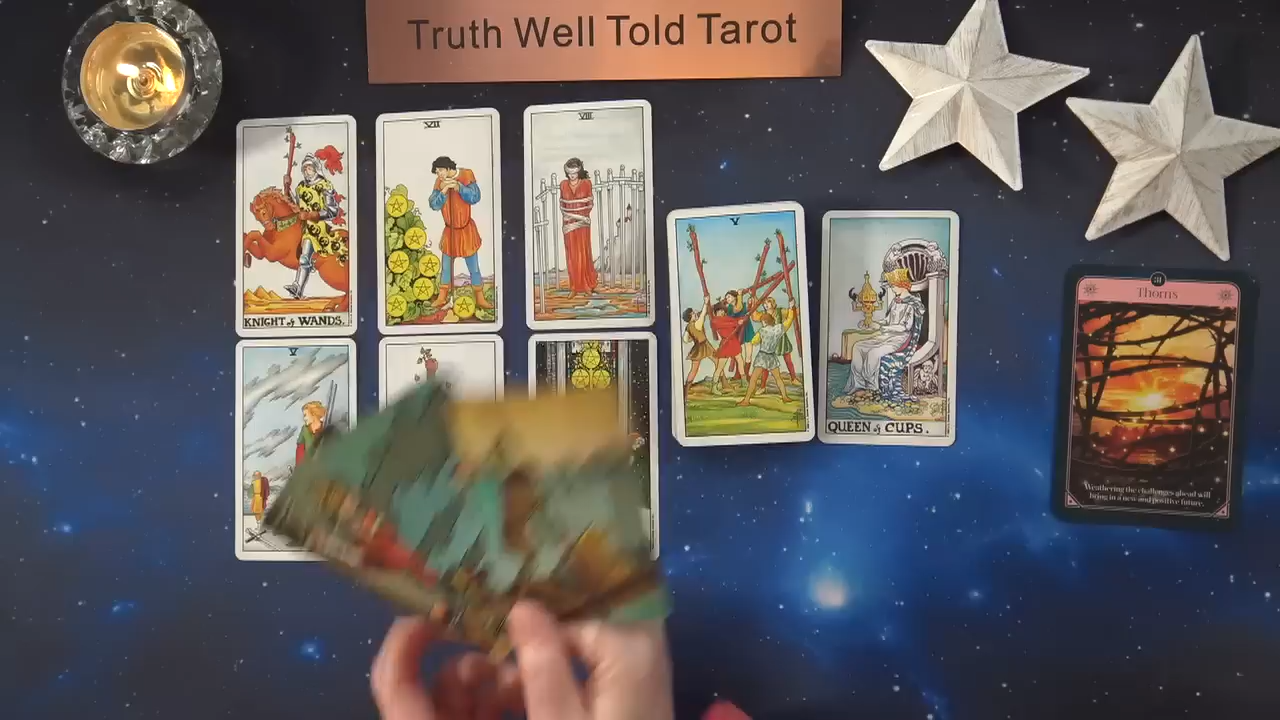 Truth Well Told Tarot
VII
VIII
KNIGHT of WANDS.
V
QUEEN of CUPS.
V
III
Thorns
Weathering the challenges ahead will
bring in a new and positive future.